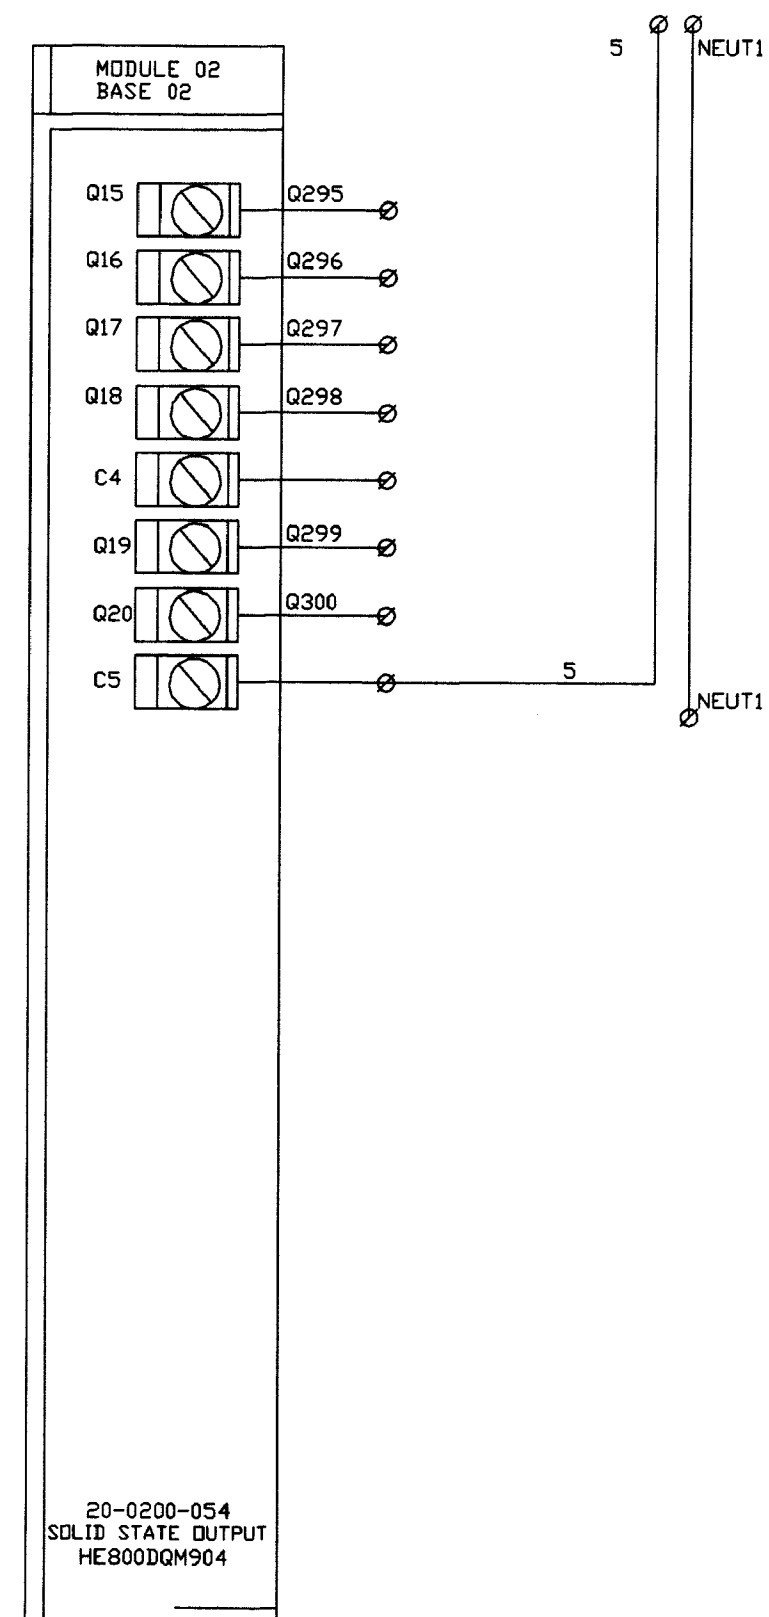 5
NEUT1
MODULE 02
BASE 02
Q15
Q295
Q16
Q296
Q17
Q297
Q18
Q298
C4
Q19
Q299
Q20
Q300
C5
5
NEUT1
20-0200-054
SOLID STATE OUTPUT
HE800DQM904